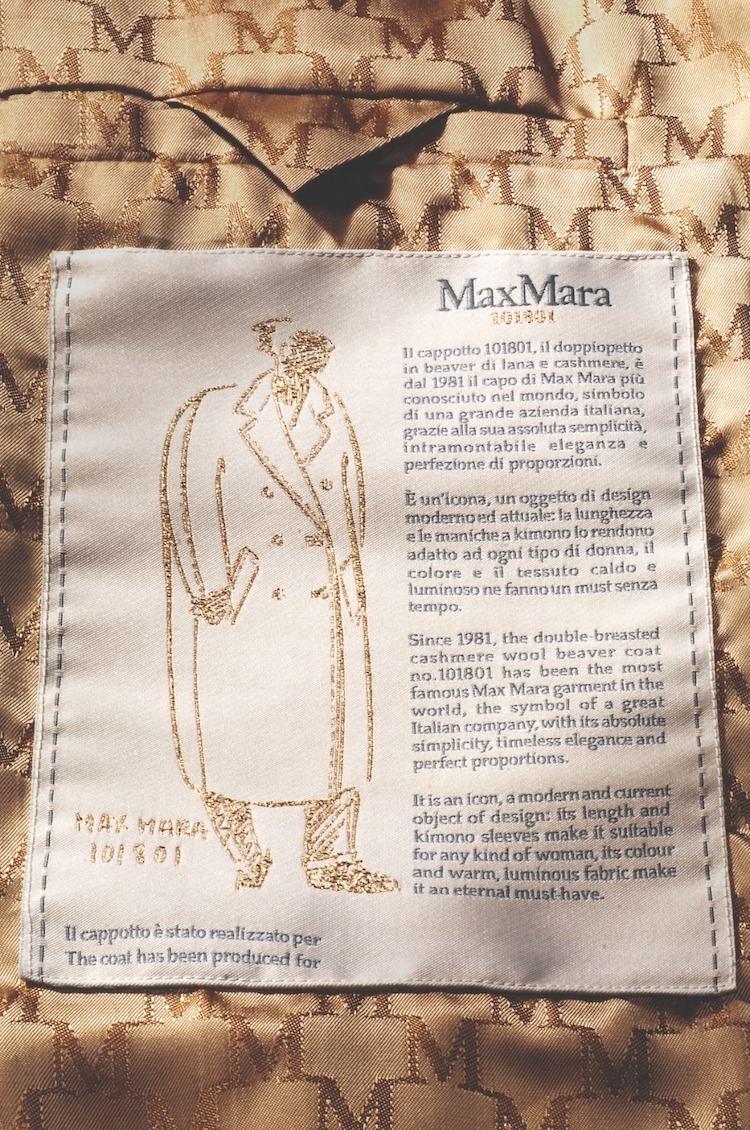 MaxMara
101801
Il cappotto 101801, il doppiopetto
in beaver di lana e cashmere, è
dal 1981 il capo di Max Mara più
conosciuto nel mondo, simbolo
di una grande azienda italiana,
grazie alla sua assoluta semplicità,
intramontabile eleganza e
perfezione di proporzioni.
È un'icona, un oggetto di design
moderno ed attuale: la lunghezza
e le maniche a kimono lo rendono
adatto ad ogni tipo di donna, il
colore e il tessuto caldo e
luminoso ne fanno un must senza
tempo.
Since 1981, the double-breasted
cashmere wool beaver coat
no.101801 has been the most
famous Max Mara garment in the
world, the symbol of a great
Italian company, with its absolute
simplicity, timeless elegance and
perfect proportions.
It is an icon, a modern and current
object of design: its length and
kimono sleeves make it suitable
for any kind of woman, its colour
and warm, luminous fabric make
it an eternal must-have.
MAX MARA
101801
Il cappotto è stato realizzato per
The coat has been produced for